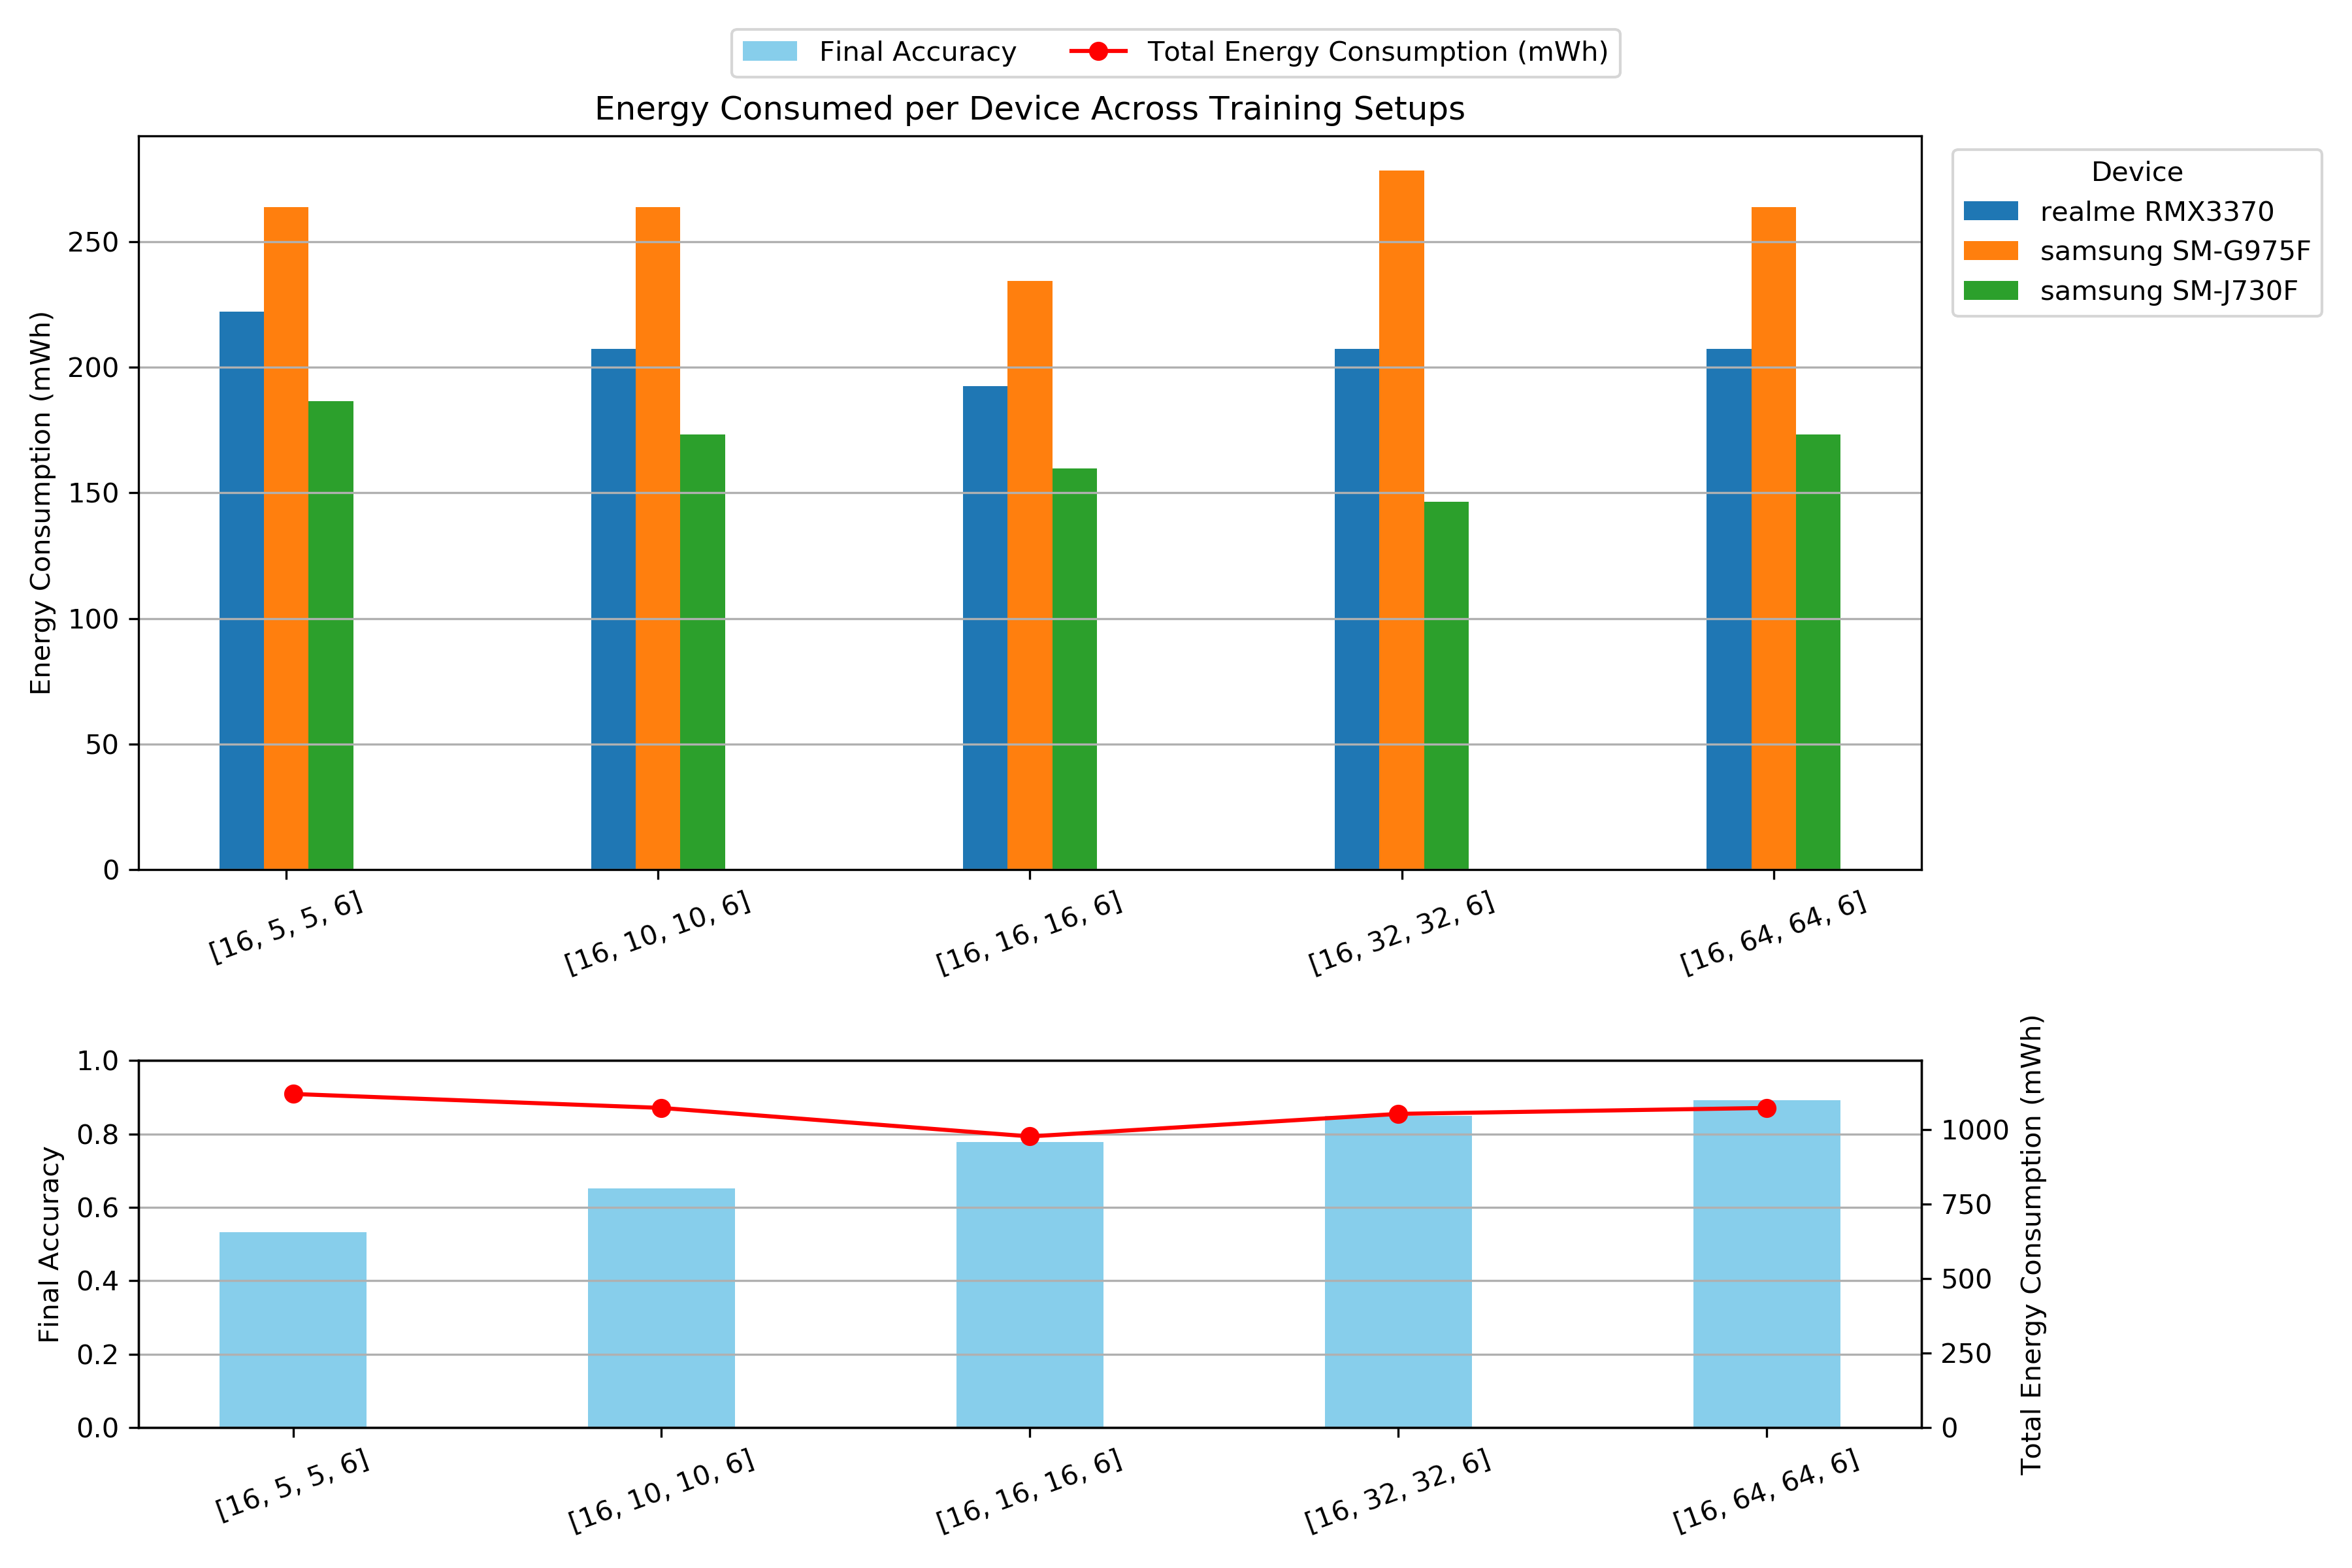 Final Accuracy
Total Energy Consumption (mWh)
Energy Consumed per Device Across Training Setups
Energy Consumption (mWh)
250
200
150
100
50
0
Device
realme RMX3370
samsung SM-G975F
samsung SM-J730F
[16, 5, 5, 6]
[16, 10, 10, 6]
[16, 16, 16, 6]
[16, 32, 32, 6]
[16, 64, 64, 6]
Final Accuracy
1.0
0.8
0.6
0.4
0.2
0.0
1000
750
500
250
0
Total Energy Consumption (mWh)
[16, 5, 5, 6]
[16, 10, 10, 6]
[16, 16, 16, 6]
[16, 32, 32, 6]
[16, 64, 64, 6]